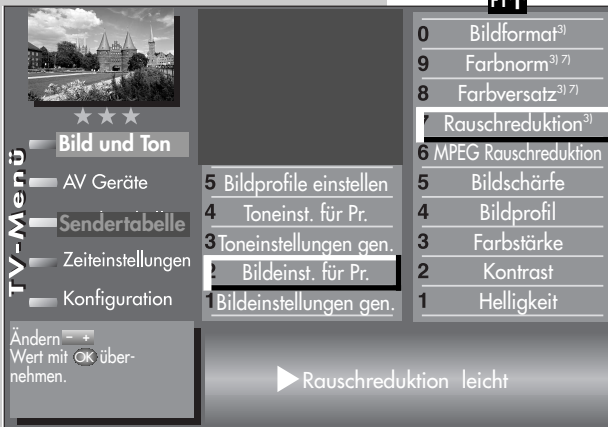 Pr 1
TV-Menü
Bild und Ton
AV Geräte
Sendertabelle
Zeiteinstellungen
Konfiguration
5 Bildprofile einstellen
4 Toneinst. für Pr.
3 Toneinstellungen gen.
2 Bildeinst. für Pr.
1 Bildeinstellungen gen.
0 Bildformat3)
9 Farbnorm3) 7)
8 Farbversatz3) 7)
7 Rauschreduktion3)
6 MPEG Rauschreduktion
5 Bildschärfe
4 Bildprofil
3 Farbstärke
2 Kontrast
1 Helligkeit
Ändern - +
Wert mit OK über-
nehmen.
Rauschreduktion leicht